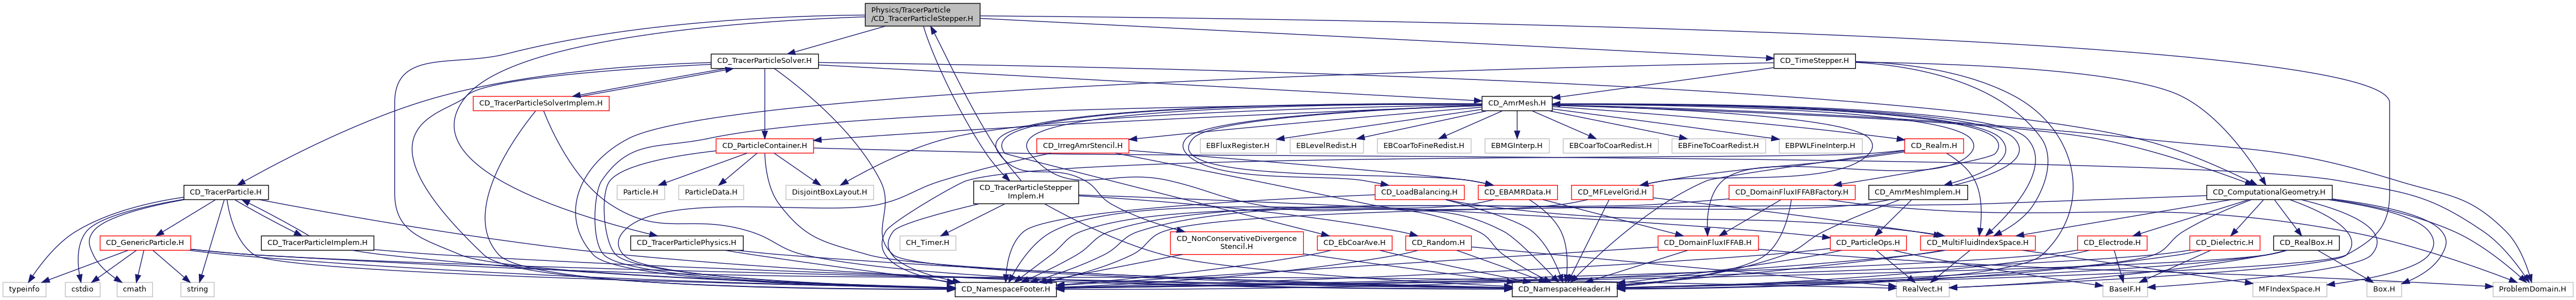 Physics/TracerParticle
/CD_TracerParticleStepper.H
CD_TracerParticleSolver.H
CD_TimeStepper.H
CD_TracerParticleSolverImplem.H
CD_AmrMesh.H
CD_ParticleContainer.H
CD_IrregAmrStencil.H
EBFluxRegister.H
EBLevelRedist.H
EBCoarToFineRedist.H
EBMGInterp.H
EBCoarToCoarRedist.H
EBFineToCoarRedist.H
EBPWLFineInterp.H
CD_Realm.H
CD_TracerParticle.H
Particle.H
ParticleData.H
DisjointBoxLayout.H
CD_TracerParticleStepper
Implem.H
CD_LoadBalancing.H
CD_EBAMRData.H
CD_MFLevelGrid.H
CD_DomainFluxIFFABFactory.H
CD_AmrMeshImplem.H
CD_ComputationalGeometry.H
CD_GenericParticle.H
CD_TracerParticleImplem.H
CD_TracerParticlePhysics.H
CH_Timer.H
CD_NonConservativeDivergence
Stencil.H
CD_EbCoarAve.H
CD_Random.H
CD_DomainFluxIFFAB.H
CD_ParticleOps.H
CD_MultiFluidIndexSpace.H
CD_Electrode.H
CD_Dielectric.H
CD_RealBox.H
typeinfo
cstdio
cmath
string
CD_NamespaceFooter.H
CD_NamespaceHeader.H
RealVect.H
BaseIF.H
MFIndexSpace.H
Box.H
ProblemDomain.H